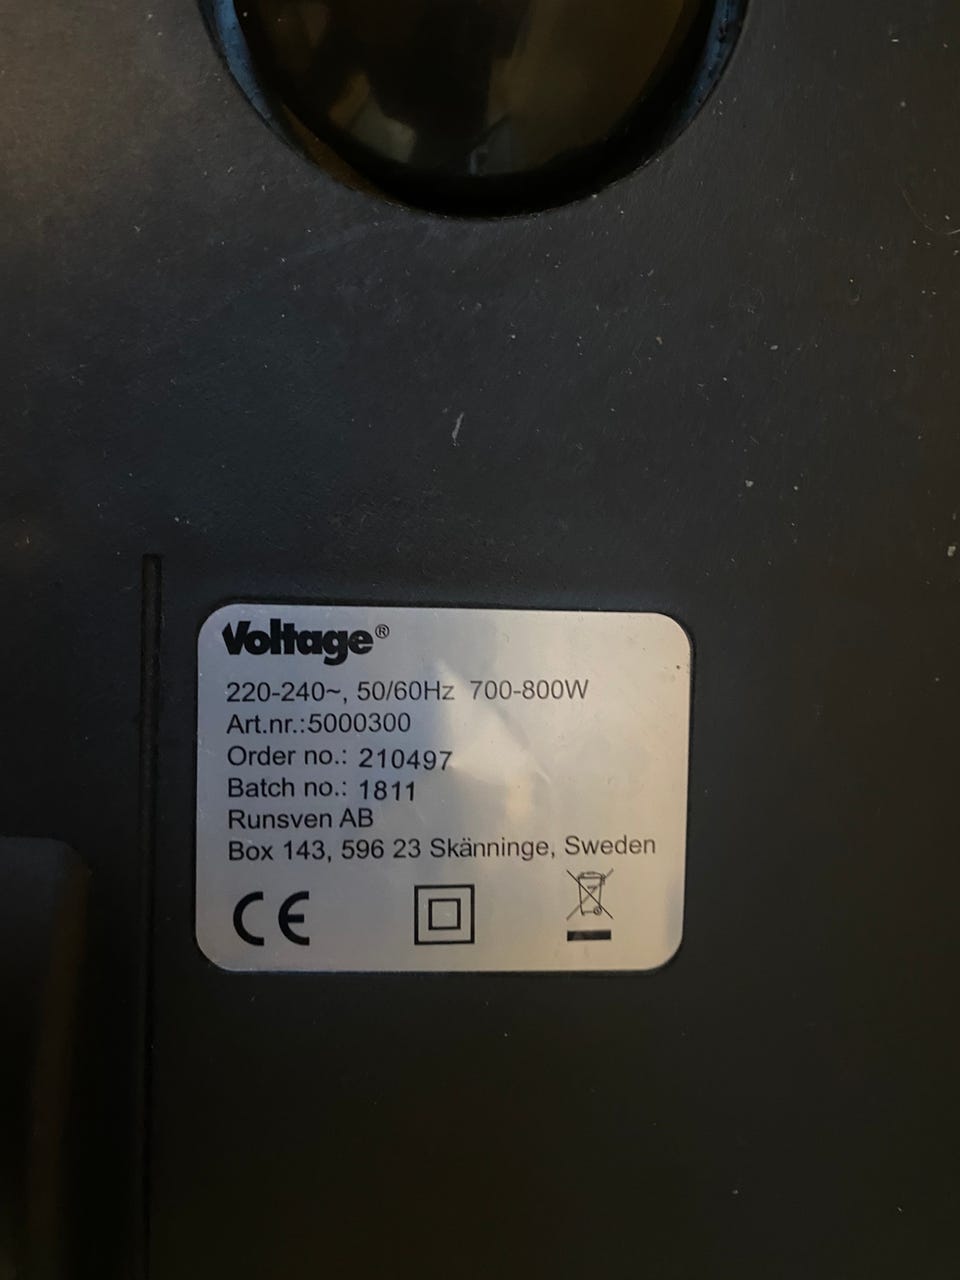 Voltage®
220-240~, 50/60Hz 700-800W
Art.nr.:5000300
Order no.: 210497
Batch no.: 1811
Runsven AB
Box 143, 596 23 Skänninge, Sweden
CE